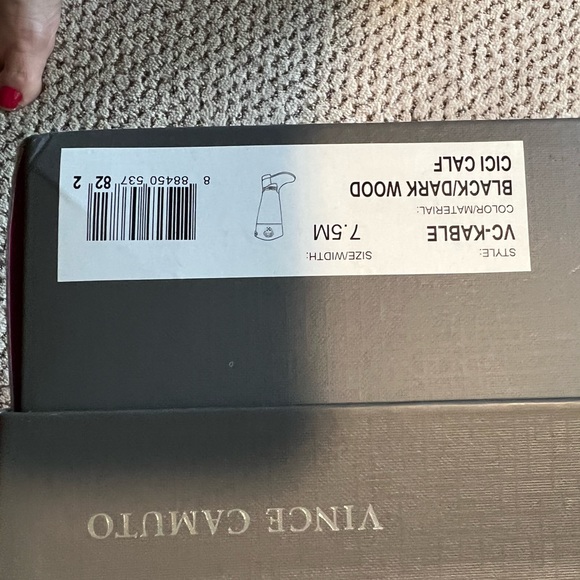 STYLE:
VC-KABLE
COLOR/MATERIAL:
BLACK/DARK WOOD
CICI CALF
SIZE/WIDTH:
7.5M
8 88450 537 82 2
VINCE CAMUTO